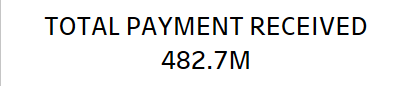 TOTAL PAYMENT RECEIVED
482.7M